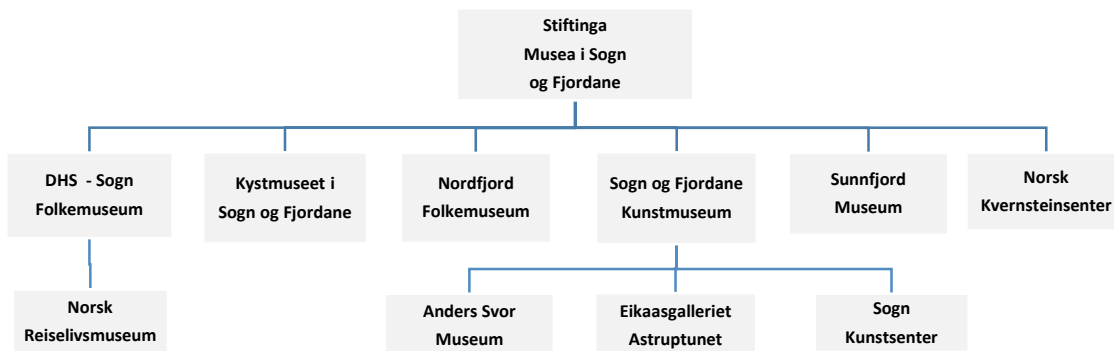 Stiftinga
Musea i Sogn
og Fjordane
DHS - Sogn
Folkemuseum
Kystmuseet i
Sogn og Fjordane
Nordfjord
Folkemuseum
Sogn og Fjordane
Kunstmuseum
Sunnfjord
Museum
Norsk
Kvernsteinsenter
Norsk
Reiselivsmuseum
Anders Svor
Museum
Eikaasgalleriet
Astruptunet
Sogn
Kunstsenter